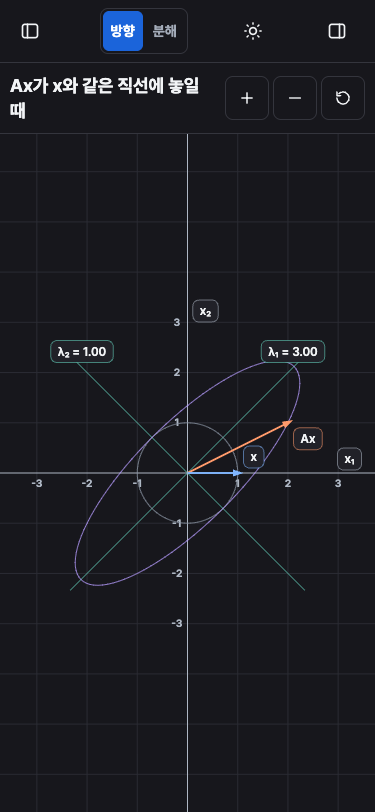 방향 분해
Ax가 x와 같은 직선에 놓일
때
x₂
3
λ₂ = 1.00
λ₁ = 3.00
2
1
Ax
x
x₁
-3 -2 -1 1 2 3
-1
-2
-3